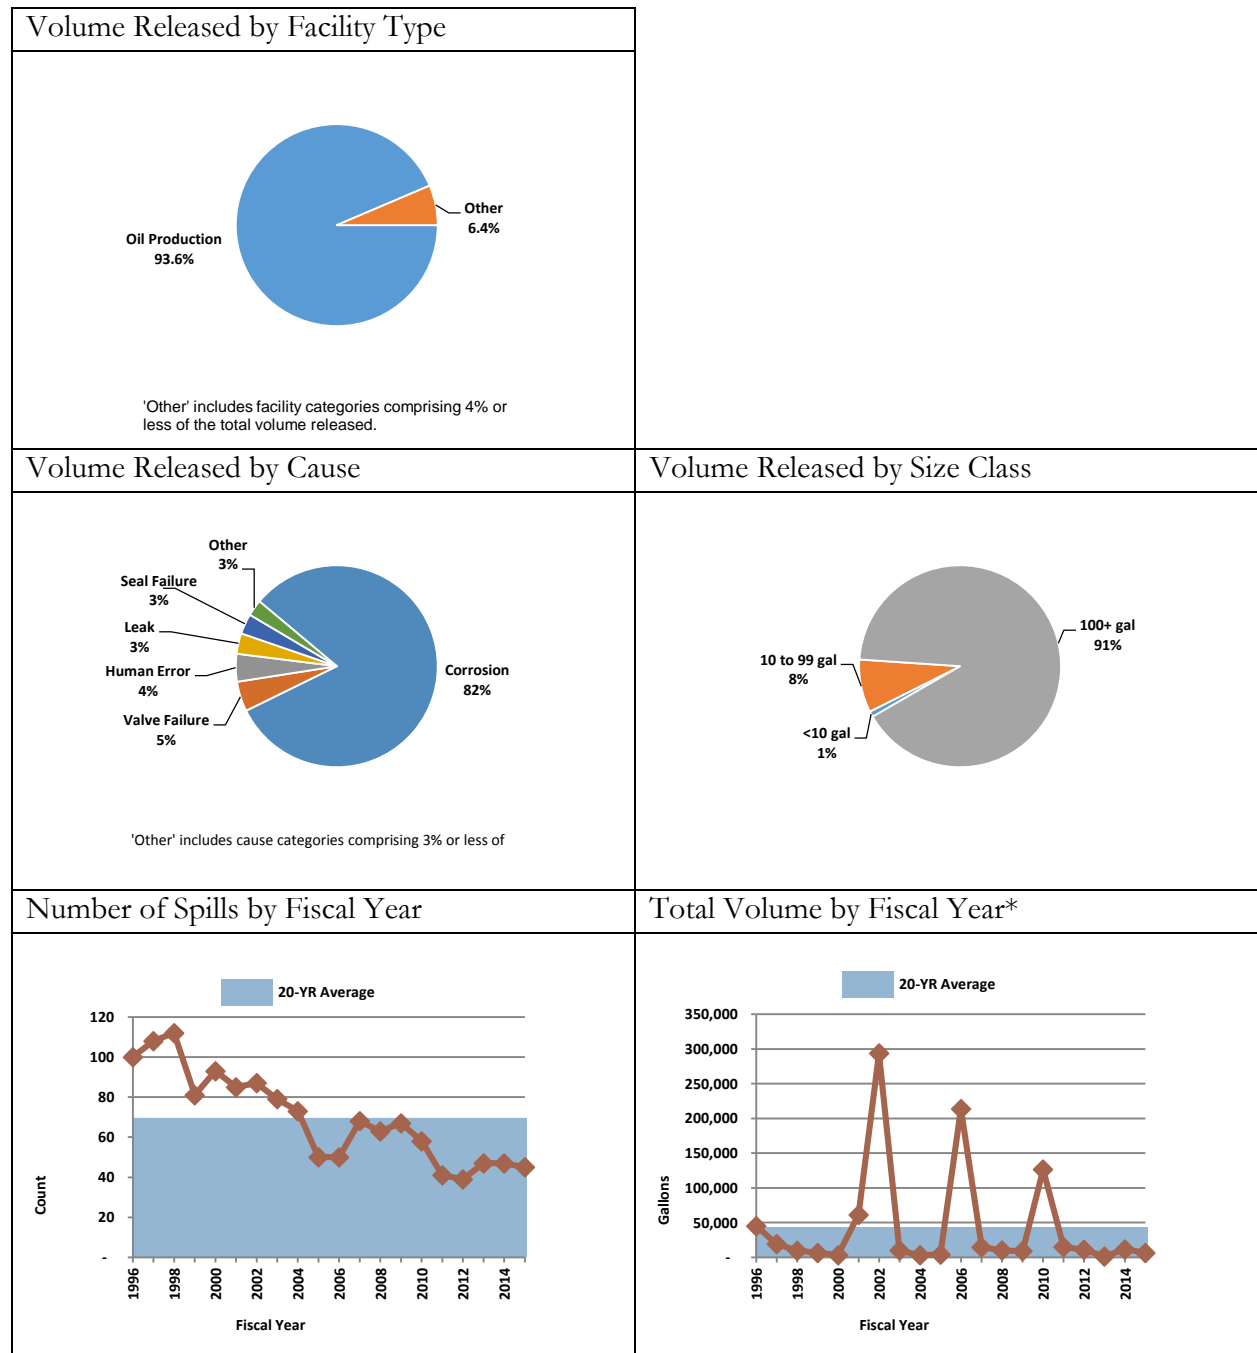 Volume Released by Facility Type
Other
6.4%
Oil Production
93.6%
'Other' includes facility categories comprising 4% or
less of the total volume released.
Volume Released by Cause
Other
3%
Seal Failure
3%
Leak
3%
Human Error
4%
Valve Failure
5%
Corrosion
82%
'Other' includes cause categories comprising 3% or less of
Volume Released by Size Class
100+ gal
91%
10 to 99 gal
8%
<10 gal
1%
Number of Spills by Fiscal Year
20-YR Average
120
100
80
60
40
20
-
Count
1996
1998
2000
2002
2004
2006
2008
2010
2012
2014
Fiscal Year
Total Volume by Fiscal Year*
20-YR Average
350,000
300,000
250,000
200,000
150,000
100,000
50,000
-
Gallons
1996
1998
2000
2002
2004
2006
2008
2010
2012
2014
Fiscal Year